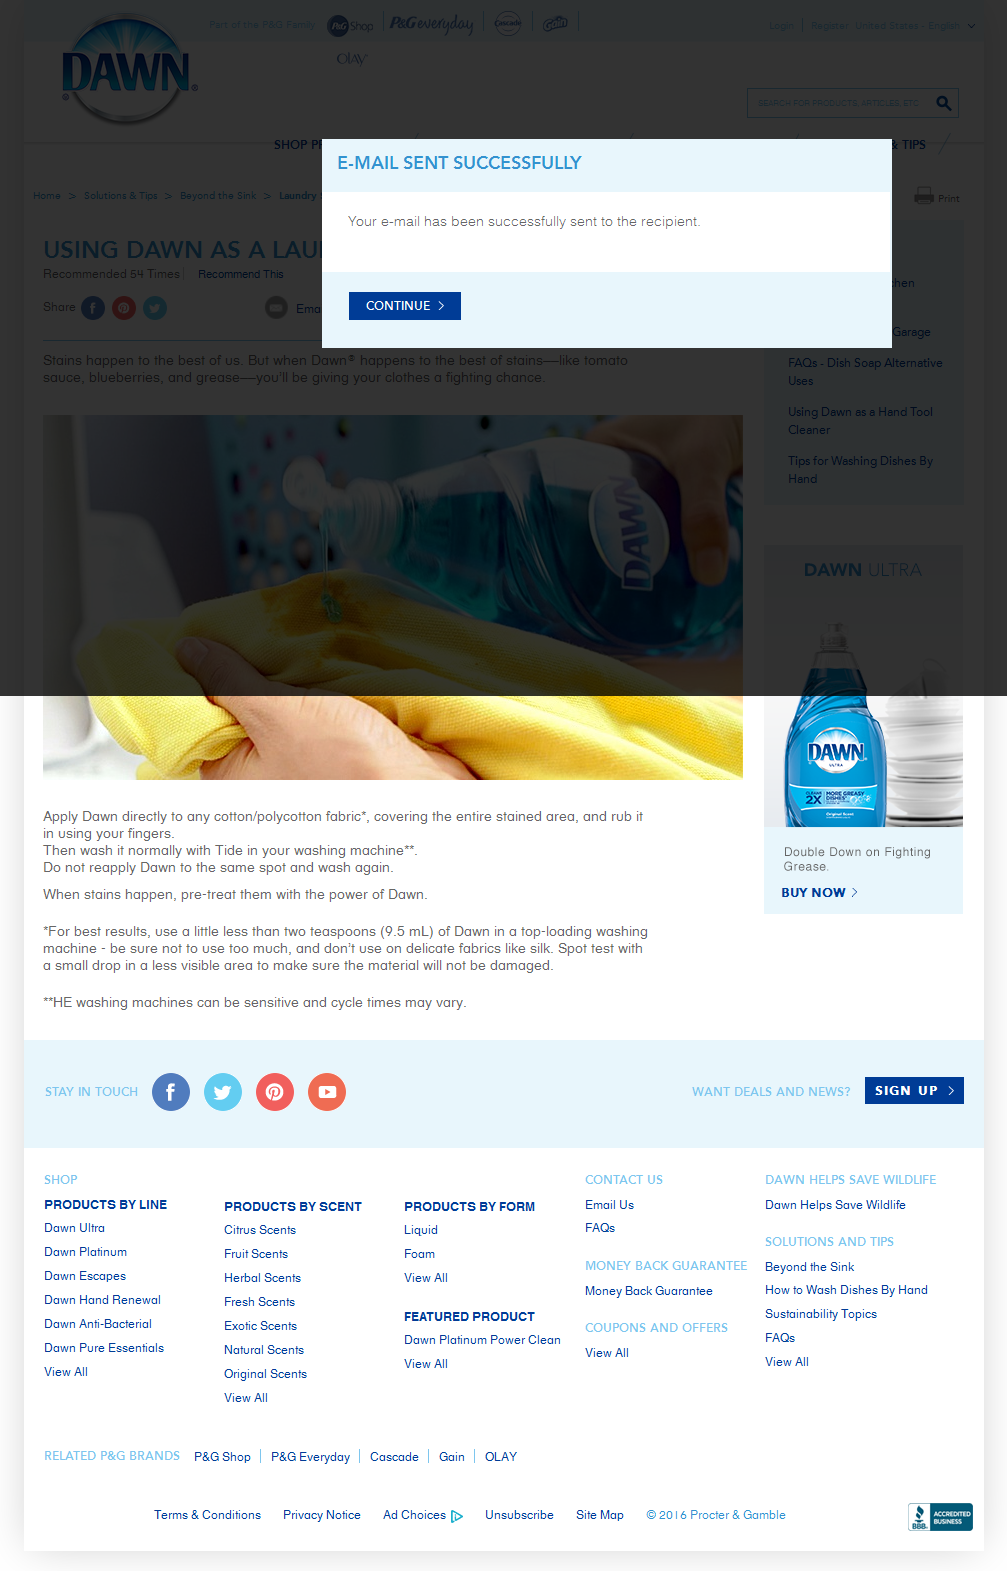 Part of the P&G Family
P&G Shop
P&G everyday
Cascade
Gain
Login
Register
United States - English
OLAY
DAWN
SEARCH FOR PRODUCTS, ARTICLES, ETC
SHOP
& TIPS
E-MAIL SENT SUCCESSFULLY
Your e-mail has been successfully sent to the recipient.
CONTINUE >
Home > Solutions & Tips > Beyond the Sink > Laundry
Print
USING DAWN AS A
Recommended 54 Times
Recommend This
Share
Garage
Stains happen to the best of us. But when Dawn® happens to the best of stains—like tomato
sauce, blueberries, and grease—you'll be giving your clothes a fighting chance.
FAQs - Dish Soap Alternative
Uses
Using Dawn as a Hand Tool
Cleaner
Tips for Washing Dishes By
Hand
DAWN
DAWN ULTRA
DAWN
ULTRA
2X
MORE GREASY
DISHES*
Original Scent
Double Down on Fighting
Grease.
BUY NOW >
Apply Dawn directly to any cotton/polycotton fabric*, covering the entire stained area, and rub it
in using your fingers.
Then wash it normally with Tide in your washing machine**.
Do not reapply Dawn to the same spot and wash again.
When stains happen, pre-treat them with the power of Dawn.
*For best results, use a little less than two teaspoons (9.5 mL) of Dawn in a top-loading washing
machine - be sure not to use too much, and don't use on delicate fabrics like silk. Spot test with
a small drop in a less visible area to make sure the material will not be damaged.
**HE washing machines can be sensitive and cycle times may vary.
STAY IN TOUCH
WANT DEALS AND NEWS?
SIGN UP >
SHOP
PRODUCTS BY LINE
Dawn Ultra
Dawn Platinum
Dawn Escapes
Dawn Hand Renewal
Dawn Anti-Bacterial
Dawn Pure Essentials
View All
PRODUCTS BY SCENT
Citrus Scents
Fruit Scents
Herbal Scents
Fresh Scents
Exotic Scents
Natural Scents
Original Scents
View All
PRODUCTS BY FORM
Liquid
Foam
View All
FEATURED PRODUCT
Dawn Platinum Power Clean
View All
CONTACT US
Email Us
FAQs
MONEY BACK GUARANTEE
Money Back Guarantee
COUPONS AND OFFERS
View All
DAWN HELPS SAVE WILDLIFE
Dawn Helps Save Wildlife
SOLUTIONS AND TIPS
Beyond the Sink
How to Wash Dishes By Hand
Sustainability Topics
FAQs
View All
RELATED P&G BRANDS
P&G Shop
P&G Everyday
Cascade
Gain
OLAY
Terms & Conditions
Privacy Notice
Ad Choices
Unsubscribe
Site Map
© 2016 Procter & Gamble
BBB
ACCREDITED
BUSINESS